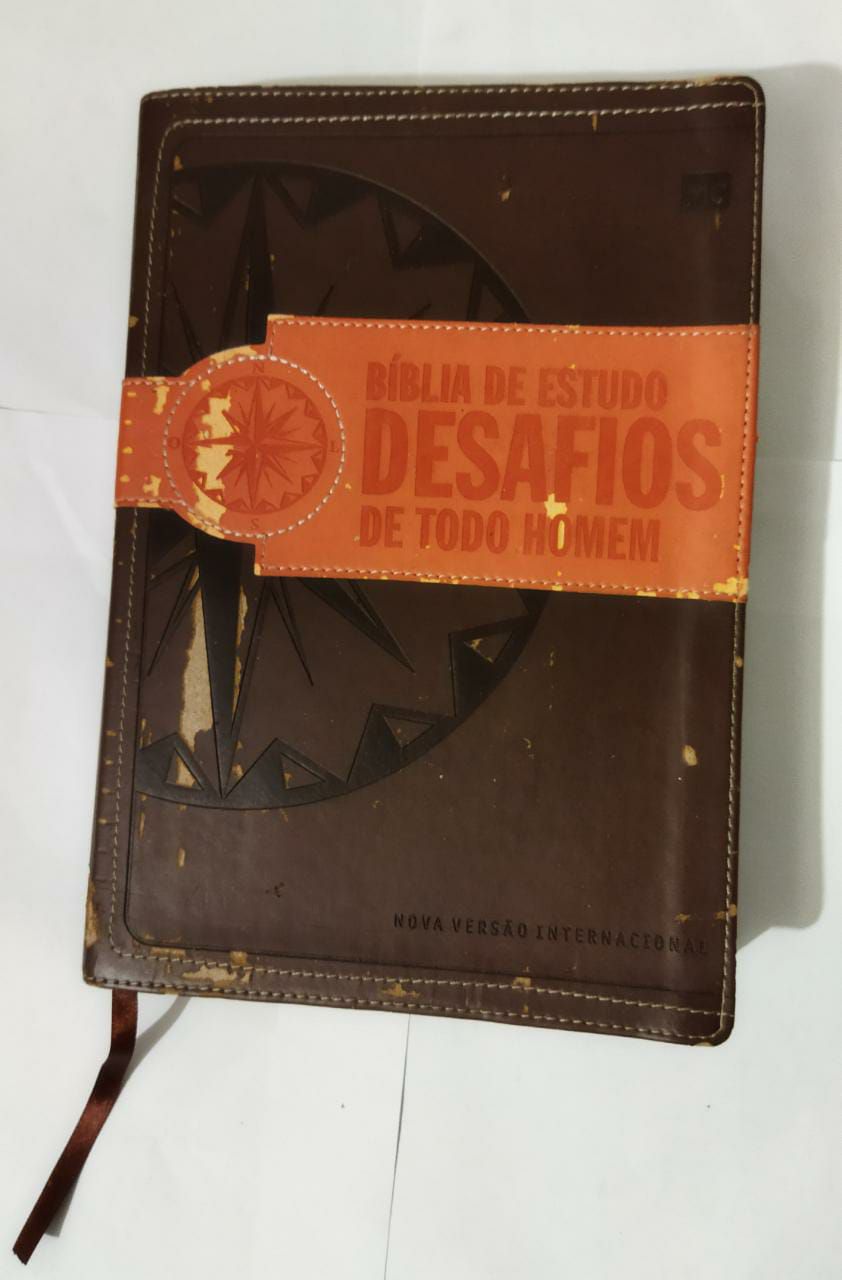 BÍBLIA DE ESTUDO
DESAFIOS
DE TODO HOMEM
N
O
L
S
NOVA VERSÃO INTERNACIONAL